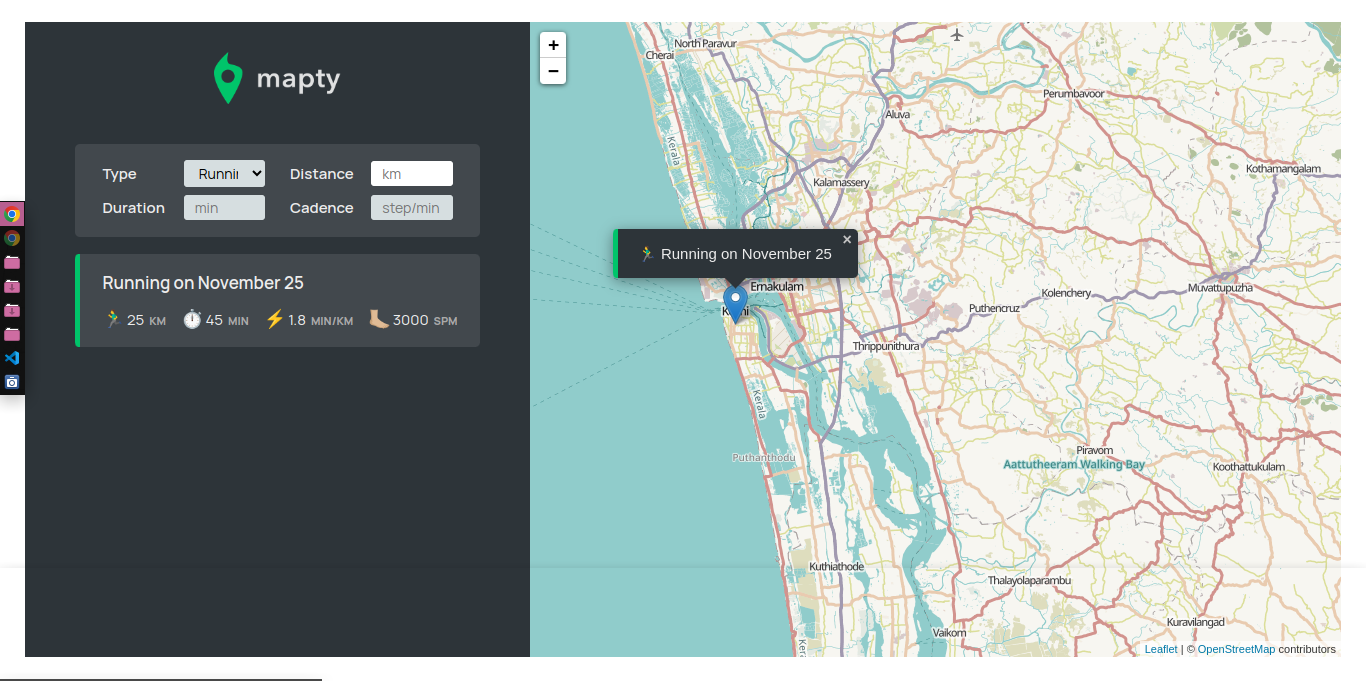 mapty
Type Runni Distance km
Duration min Cadence step/min
Running on November 25
🏃‍♂️ 25 KM ⏱ 45 MIN ⚡️ 1.8 MIN/KM 🦶🏼 3000 SPM
+
−
North Paravur
Cherai
Perumbavoor
Aluva
Kerala
Kothamangalam
Kalamassery
×
🏃‍♂️ Running on November 25
Ernakulam
Muvattupuzha
Kolenchery
Puthencruz
Thrippunithura
Kerala
Piravom
Puthanthodu
Aattutheeram Walking Bay
Koothattukulam
Kuthiathode
Thalayolaparambu
Kuravilangad
Vaikom
Leaflet | © OpenStreetMap contributors